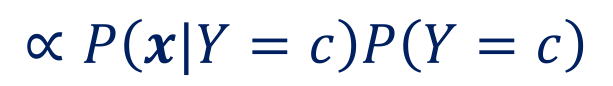 ∝ P(x|Y = c)P(Y = c)